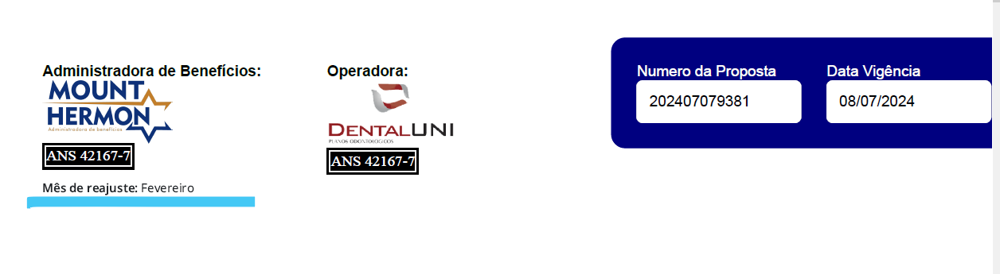 Administradora de Benefícios:
MOUNT
HERMON
Administradora de benefícios
ANS 42167-7
Mês de reajuste: Fevereiro
Operadora:
DENTALUNI
PLANOS ODONTOLÓGICOS
ANS 42167-7
Numero da Proposta
202407079381
Data Vigência
08/07/2024